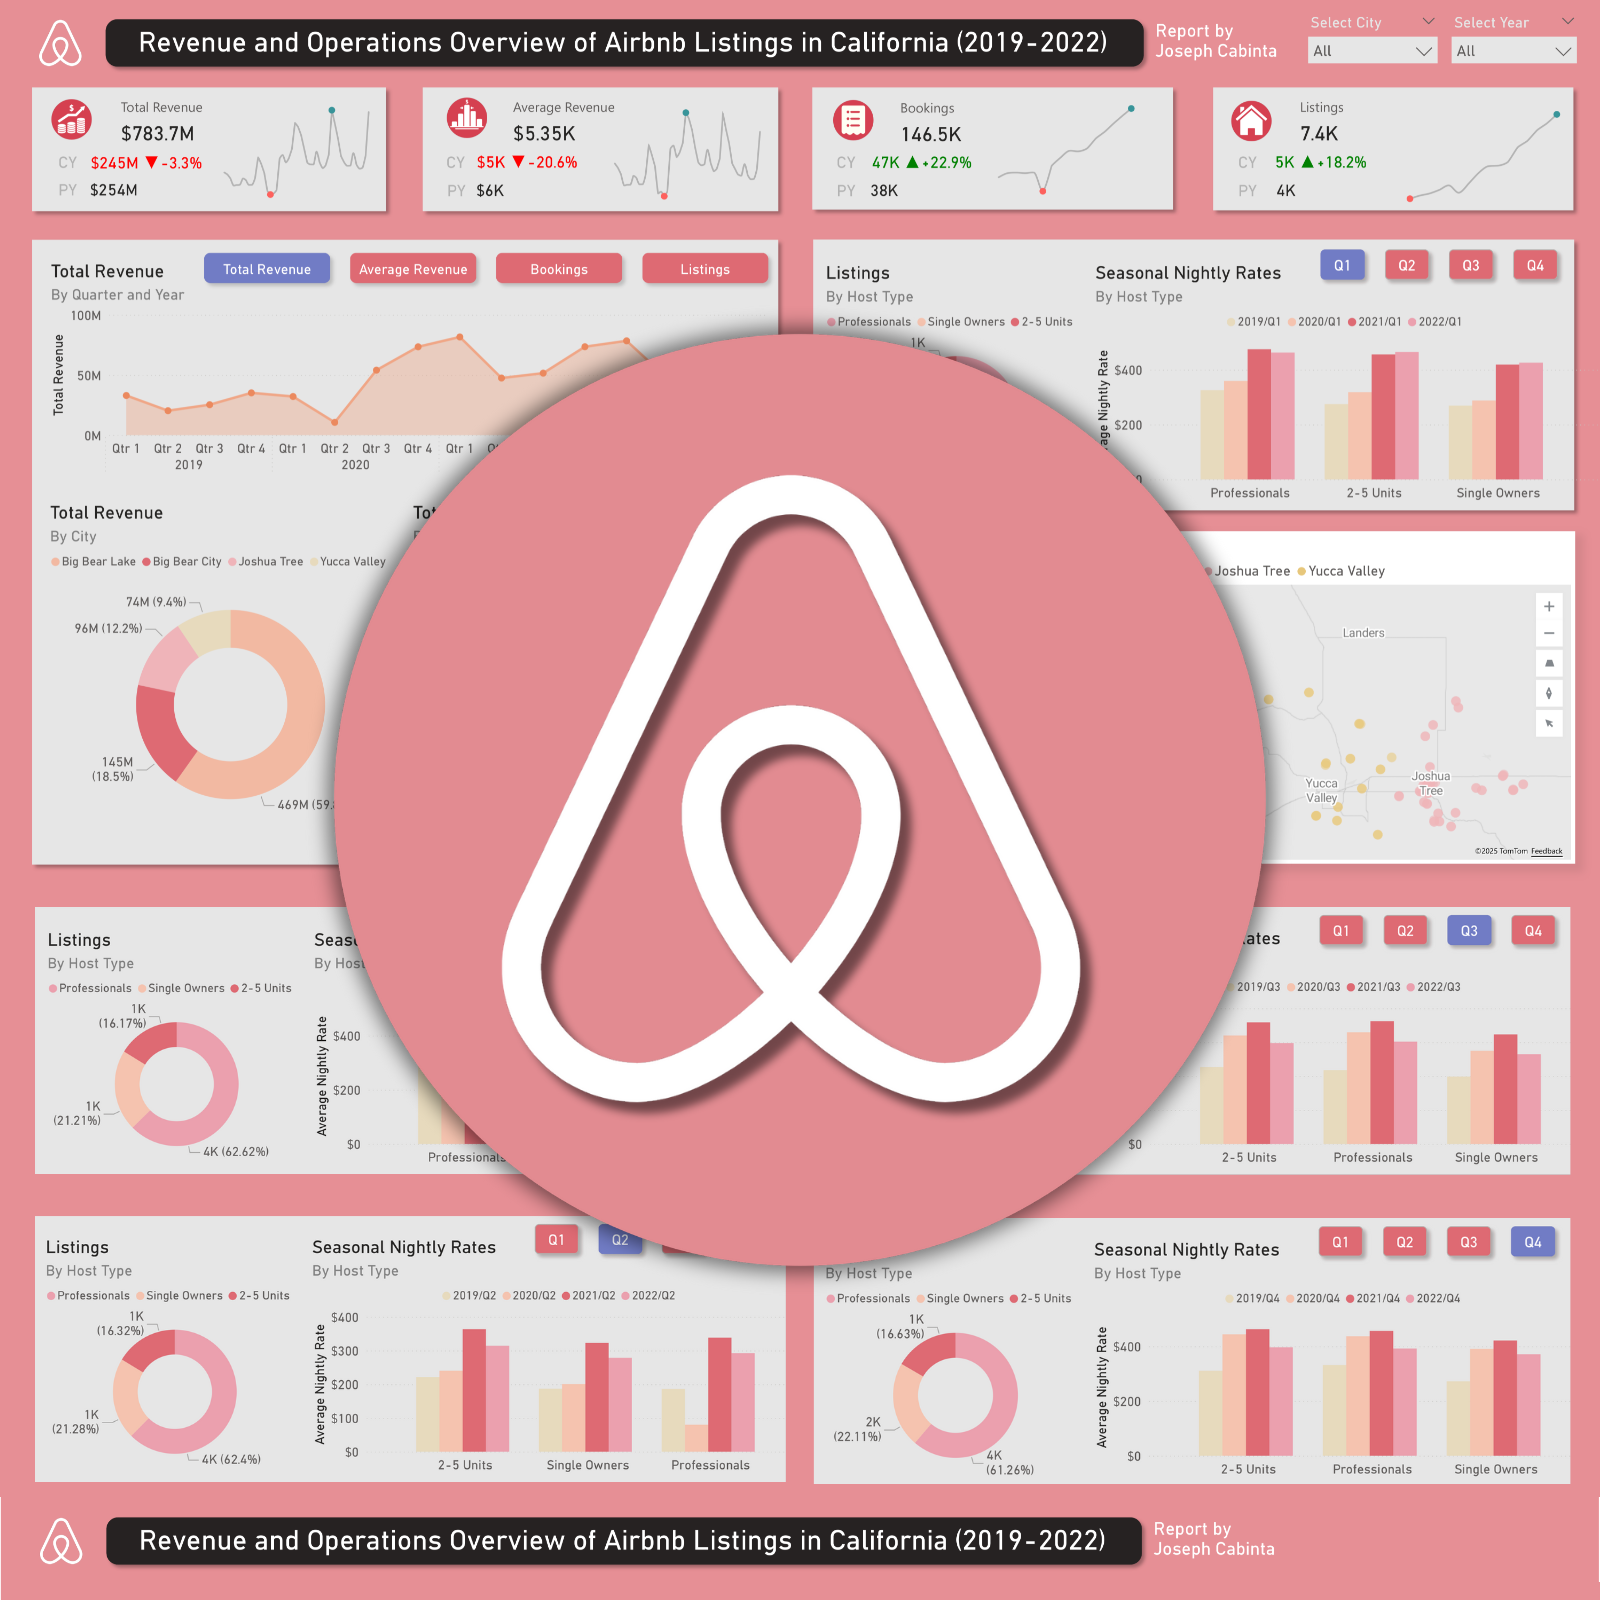 Revenue and Operations Overview of Airbnb Listings in California (2019-2022)
Report by
Joseph Cabinta
Select City
All
Select Year
All
Total Revenue
$783.7M
CY $245M ▼ -3.3%
PY $254M
Average Revenue
$5.35K
CY $5K ▼ -20.6%
PY $6K
Bookings
146.5K
CY 47K ▲ +22.9%
PY 38K
Listings
7.4K
CY 5K ▲ +18.2%
PY 4K
Total Revenue
By Quarter and Year
Total Revenue
Average Revenue
Bookings
Listings
Total Revenue
100M
50M
0M
Qtr 1 Qtr 2 Qtr 3 Qtr 4 Qtr 1 Qtr 2 Qtr 3 Qtr 4 Qtr 1
2019 2020
Listings
By Host Type
Professionals Single Owners 2-5 Units
1K
Seasonal Nightly Rates
By Host Type
Q1 Q2 Q3 Q4
2019/Q1 2020/Q1 2021/Q1 2022/Q1
Nightly Rate
$400
$200
Professionals 2-5 Units Single Owners
Total Revenue
By City
Big Bear Lake Big Bear City Joshua Tree Yucca Valley
74M (9.4%)
96M (12.2%)
145M
(18.5%)
469M
Joshua Tree Yucca Valley
Landers
Yucca
Valley
Joshua
Tree
©2025 TomTom Feedback
Listings
By Host Type
Professionals Single Owners 2-5 Units
1K
(16.17%)
1K
(21.21%)
4K (62.62%)
By
Average Nightly Rate
$400
$200
$0
Professionals
Q1 Q2 Q3 Q4
2019/Q3 2020/Q3 2021/Q3 2022/Q3
$0
2-5 Units Professionals Single Owners
Listings
By Host Type
Professionals Single Owners 2-5 Units
1K
(16.32%)
1K
(21.28%)
4K (62.4%)
Seasonal Nightly Rates
By Host Type
Q1 Q2
2019/Q2 2020/Q2 2021/Q2 2022/Q2
Average Nightly Rate
$400
$300
$200
$100
$0
2-5 Units Single Owners Professionals
By Host Type
Professionals Single Owners 2-5 Units
1K
(16.63%)
2K
(22.11%)
4K
(61.26%)
Seasonal Nightly Rates
By Host Type
Q1 Q2 Q3 Q4
2019/Q4 2020/Q4 2021/Q4 2022/Q4
Average Nightly Rate
$400
$200
$0
2-5 Units Professionals Single Owners
Revenue and Operations Overview of Airbnb Listings in California (2019-2022)
Report by
Joseph Cabinta